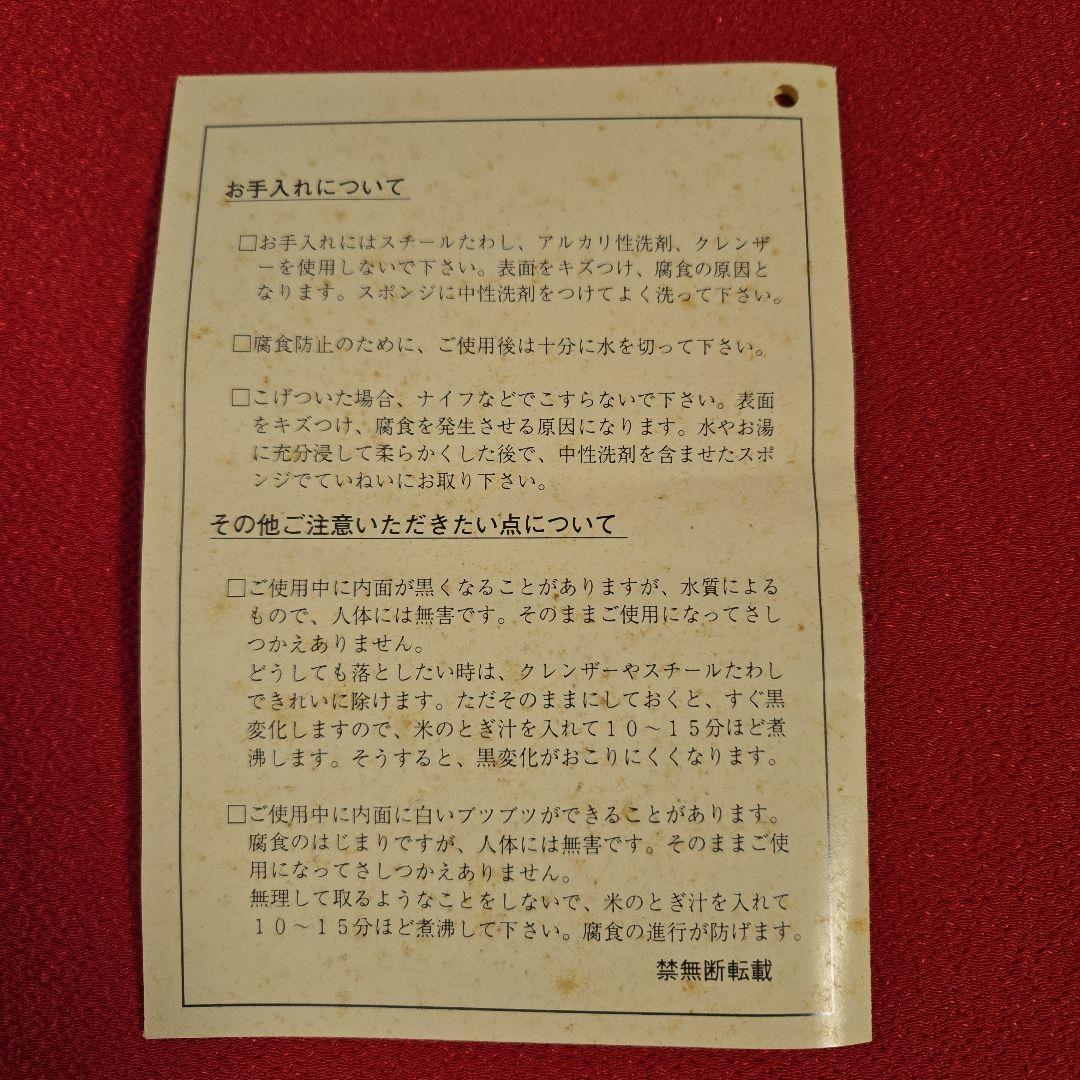 お手入れについて
□お手入れにはスチールたわし、アルカリ性洗剤、クレンザ
ーを使用しないで下さい。表面をキズつけ、腐食の原因と
なります。スポンジに中性洗剤をつけてよく洗って下さい。
□腐食防止のために、ご使用後は十分に水を切って下さい。
□こげついた場合、ナイフなどでこすらないで下さい。表面
をキズつけ、腐食を発生させる原因になります。水やお湯
に充分浸して柔らかくした後で、中性洗剤を含ませたスポ
ンジでていねいにお取り下さい。
その他ご注意いただきたい点について
□ご使用中に内面が黒くなることがありますが、水質による
もので、人体には無害です。そのままご使用になってさし
つかえありません。
どうしても落としたい時は、クレンザーやスチールたわし
できれいに除けます。ただそのままにしておくと、すぐ黒
変化しますので、米のとぎ汁を入れて１０～１５分ほど煮
沸します。そうすると、黒変化がおこりにくくなります。
□ご使用中に内面に白いブツブツができることがあります。
腐食のはじまりですが、人体には無害です。そのままご使
用になってさしつかえありません。
無理して取るようなことをしないで、米のとぎ汁を入れて
１０～１５分ほど煮沸して下さい。腐食の進行が防げます。
禁無断転載